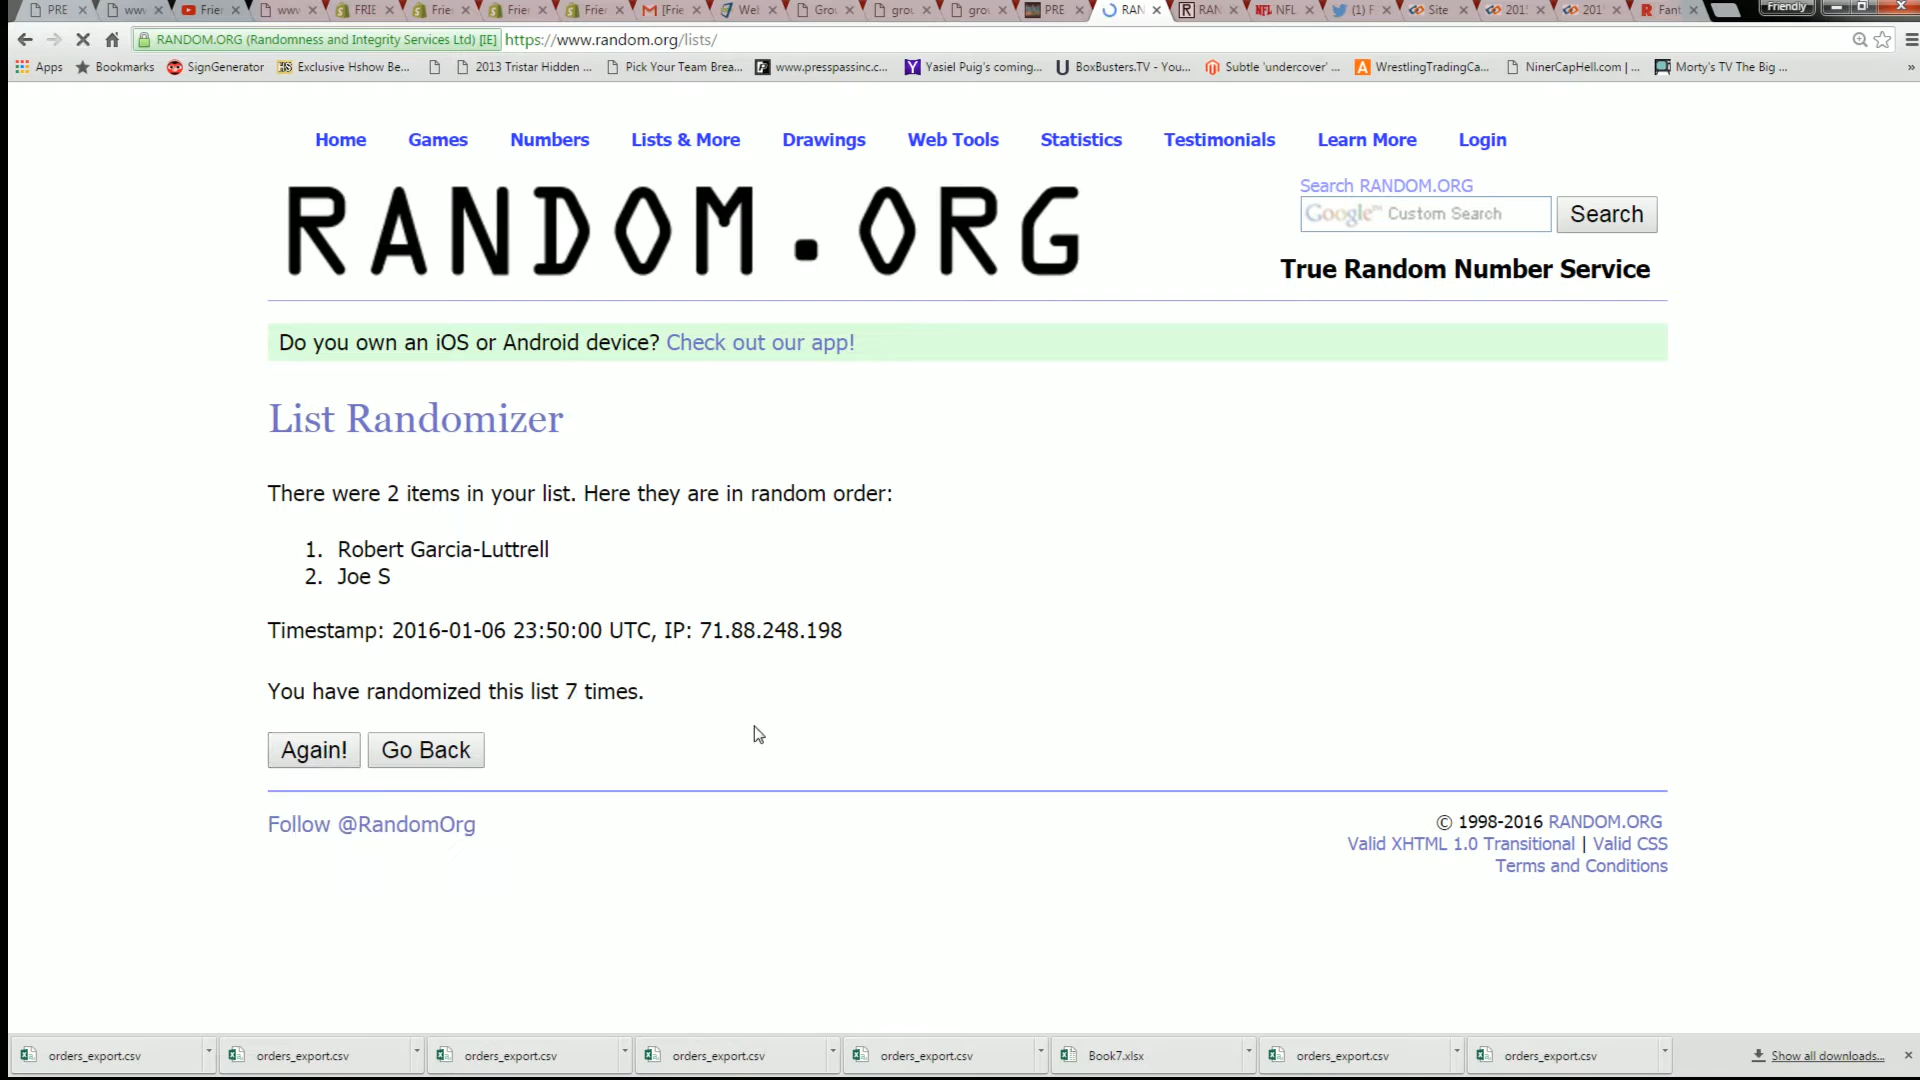 PRE www Frie www FRIE Frie Frie Frie [Frie Wel Grou grou grou PRE RAN RAN NFL (1) F Site 201 201 Fant Friendly
RANDOM.ORG (Randomness and Integrity Services Ltd) [IE] https://www.random.org/lists/
Apps Bookmarks SignGenerator Exclusive Hshow Be... 2013 Tristar Hidden ... Pick Your Team Brea... www.presspassinc.c... Yasiel Puig's coming... BoxBusters.TV - You... Subtle 'undercover' ... WrestlingTradingCa... NinerCapHell.com | ... Morty's TV The Big ... »
Home Games Numbers Lists & More Drawings Web Tools Statistics Testimonials Learn More Login
RANDOM.ORG
Search RANDOM.ORG
Google™ Custom Search Search
True Random Number Service
Do you own an iOS or Android device? Check out our app!
List Randomizer
There were 2 items in your list. Here they are in random order:
1. Robert Garcia-Luttrell
2. Joe S
Timestamp: 2016-01-06 23:50:00 UTC, IP: 71.88.248.198
You have randomized this list 7 times.
Again! Go Back
Follow @RandomOrg
© 1998-2016 RANDOM.ORG
Valid XHTML 1.0 Transitional | Valid CSS
Terms and Conditions
orders_export.csv orders_export.csv orders_export.csv orders_export.csv orders_export.csv Book7.xlsx orders_export.csv orders_export.csv Show all downloads...